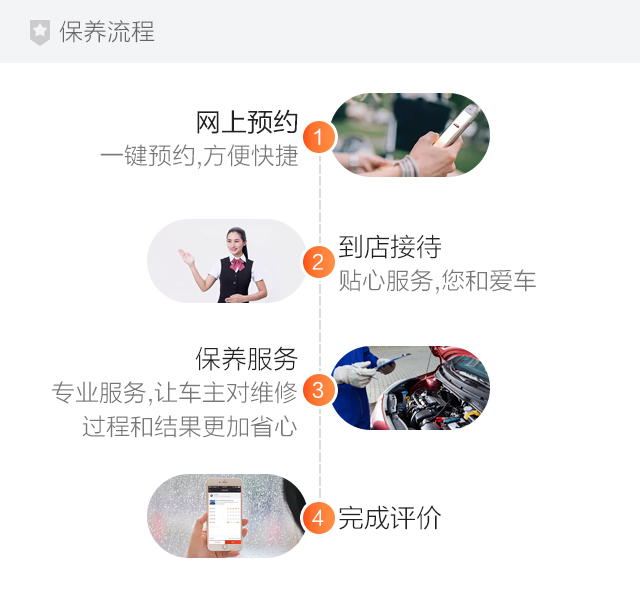 保养流程
网上预约
一键预约,方便快捷
1
2
到店接待
贴心服务,您和爱车
保养服务
专业服务,让车主对维修
过程和结果更加省心
3
4
完成评价